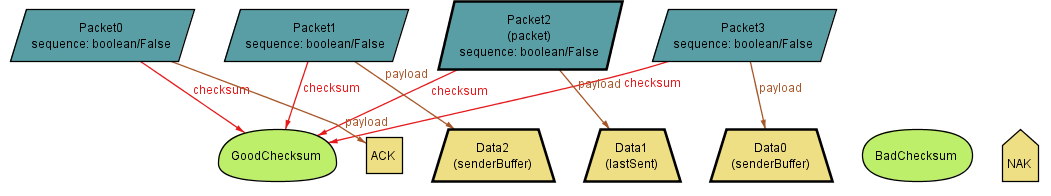 Packet0
sequence: boolean/False
Packet1
sequence: boolean/False
Packet2
(packet)
sequence: boolean/False
Packet3
sequence: boolean/False
payload
checksum
checksum
checksum
payload
checksum
payload
payload
GoodChecksum
ACK
Data2
(senderBuffer)
Data1
(lastSent)
Data0
(senderBuffer)
BadChecksum
NAK